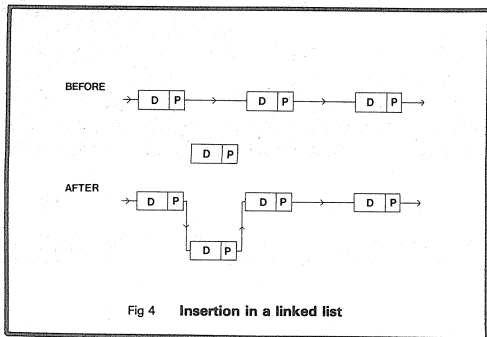 BEFORE
D P D P D P
D P
AFTER
D P D P D P
D P
Fig 4 Insertion in a linked list